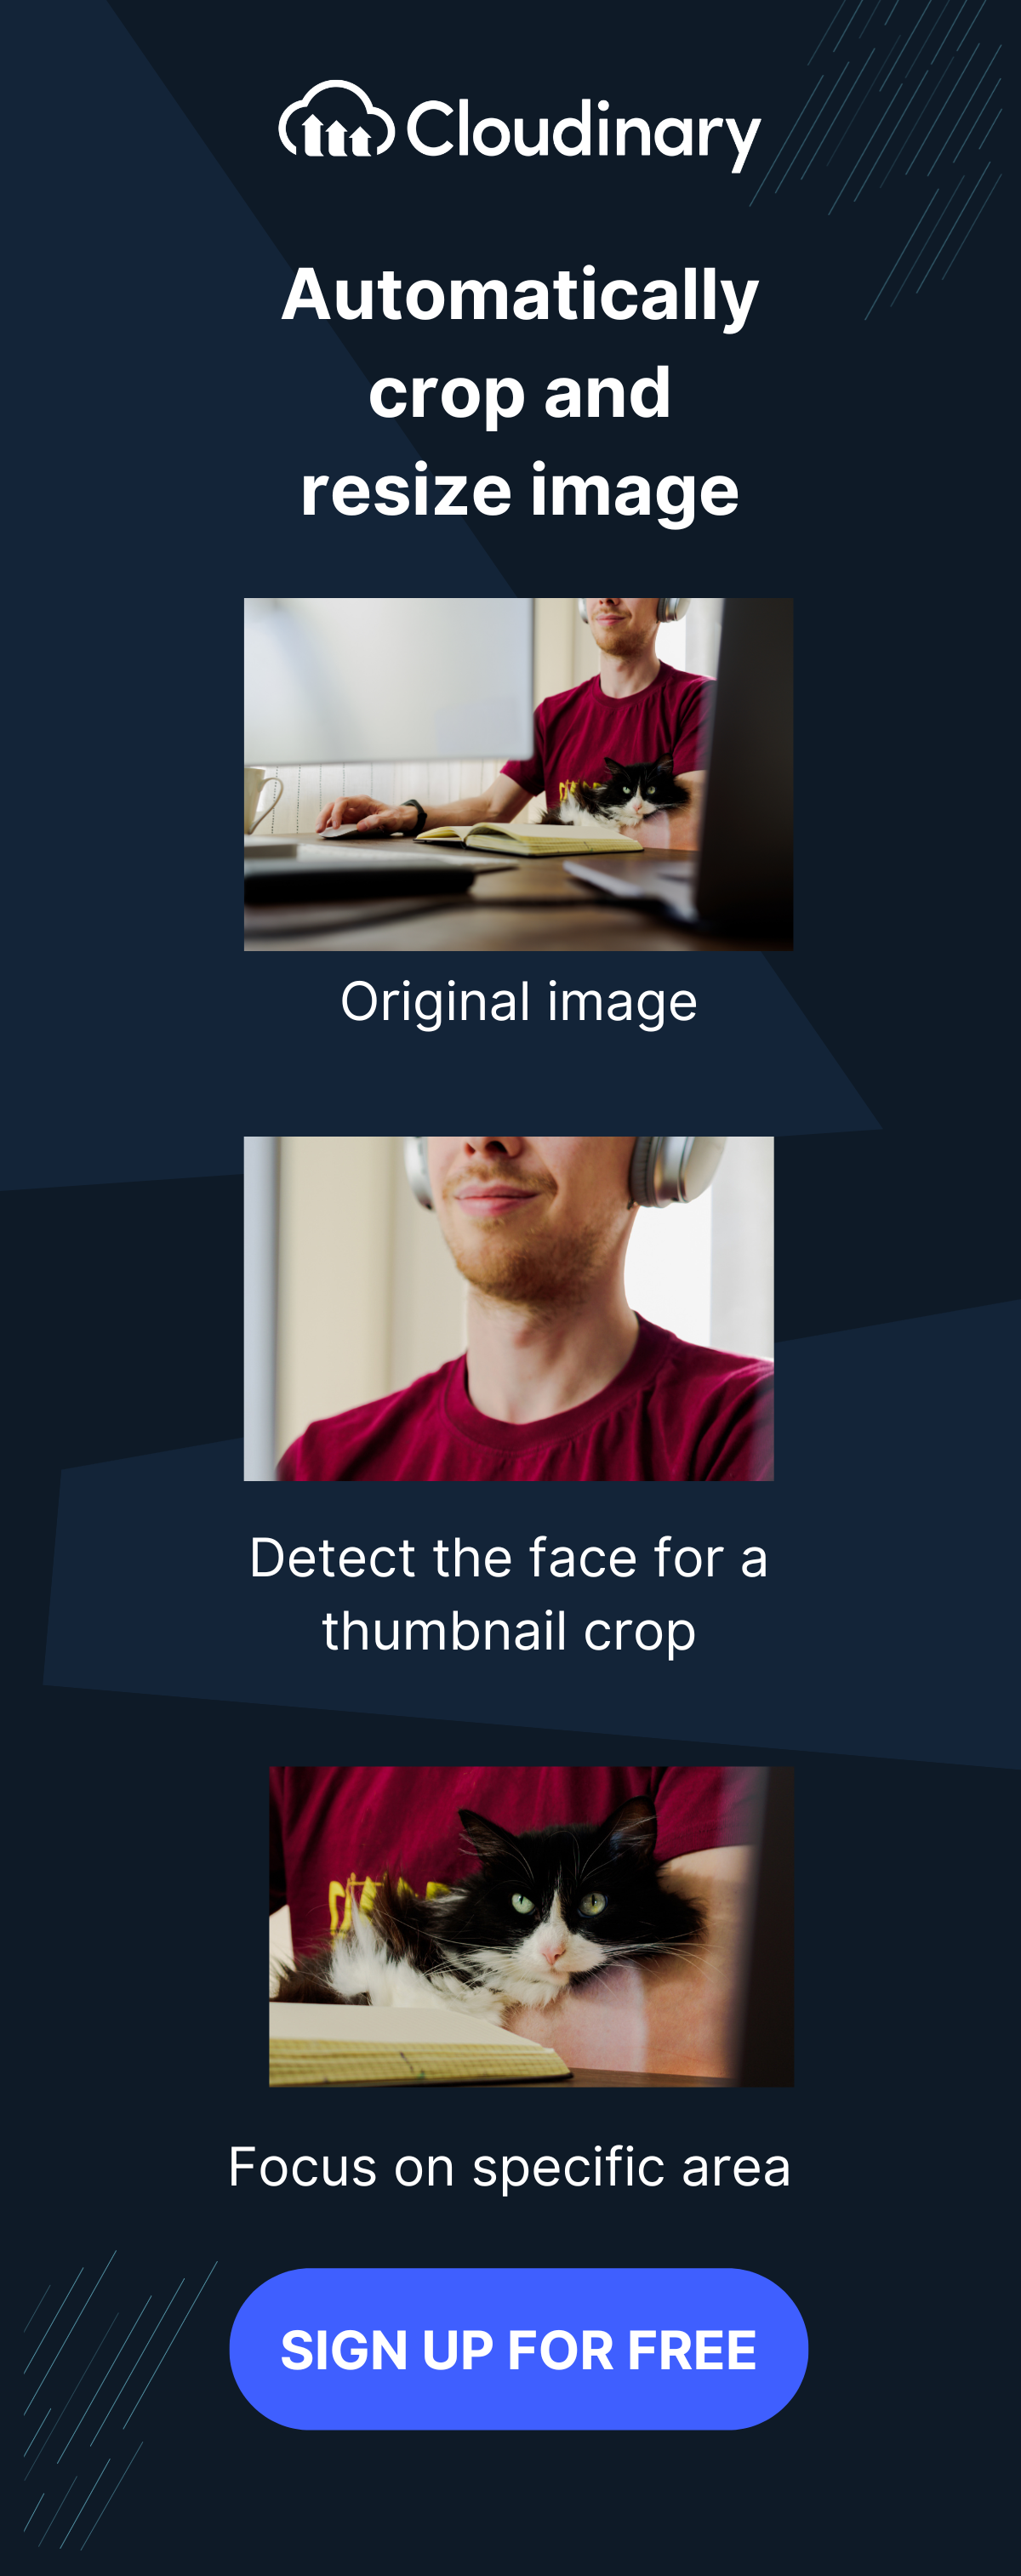 Cloudinary
Automatically
crop and
resize image
Original image
Detect the face for a
thumbnail crop
Focus on specific area
SIGN UP FOR FREE